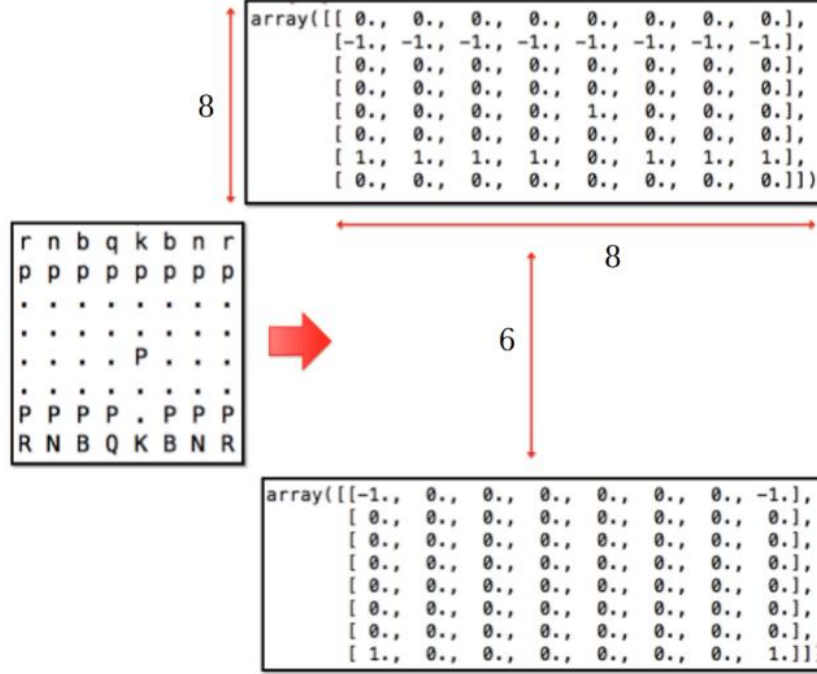 array([[ 0., 0., 0., 0., 0., 0., 0., 0.],
[-1., -1., -1., -1., -1., -1., -1., -1.],
[ 0., 0., 0., 0., 0., 0., 0., 0.],
[ 0., 0., 0., 0., 0., 0., 0., 0.],
[ 0., 0., 0., 0., 1., 0., 0., 0.],
[ 0., 0., 0., 0., 0., 0., 0., 0.],
[ 1., 1., 1., 1., 0., 1., 1., 1.],
[ 0., 0., 0., 0., 0., 0., 0., 0.]])
8
8
r n b q k b n r
p p p p p p p p
. . . . . . . .
. . . . . . . .
. . . . P . . .
. . . . . . . .
P P P P . P P P
R N B Q K B N R
6
array([[-1., 0., 0., 0., 0., 0., 0., -1.],
[ 0., 0., 0., 0., 0., 0., 0., 0.],
[ 0., 0., 0., 0., 0., 0., 0., 0.],
[ 0., 0., 0., 0., 0., 0., 0., 0.],
[ 0., 0., 0., 0., 0., 0., 0., 0.],
[ 0., 0., 0., 0., 0., 0., 0., 0.],
[ 0., 0., 0., 0., 0., 0., 0., 0.],
[ 1., 0., 0., 0., 0., 0., 0., 1.]])